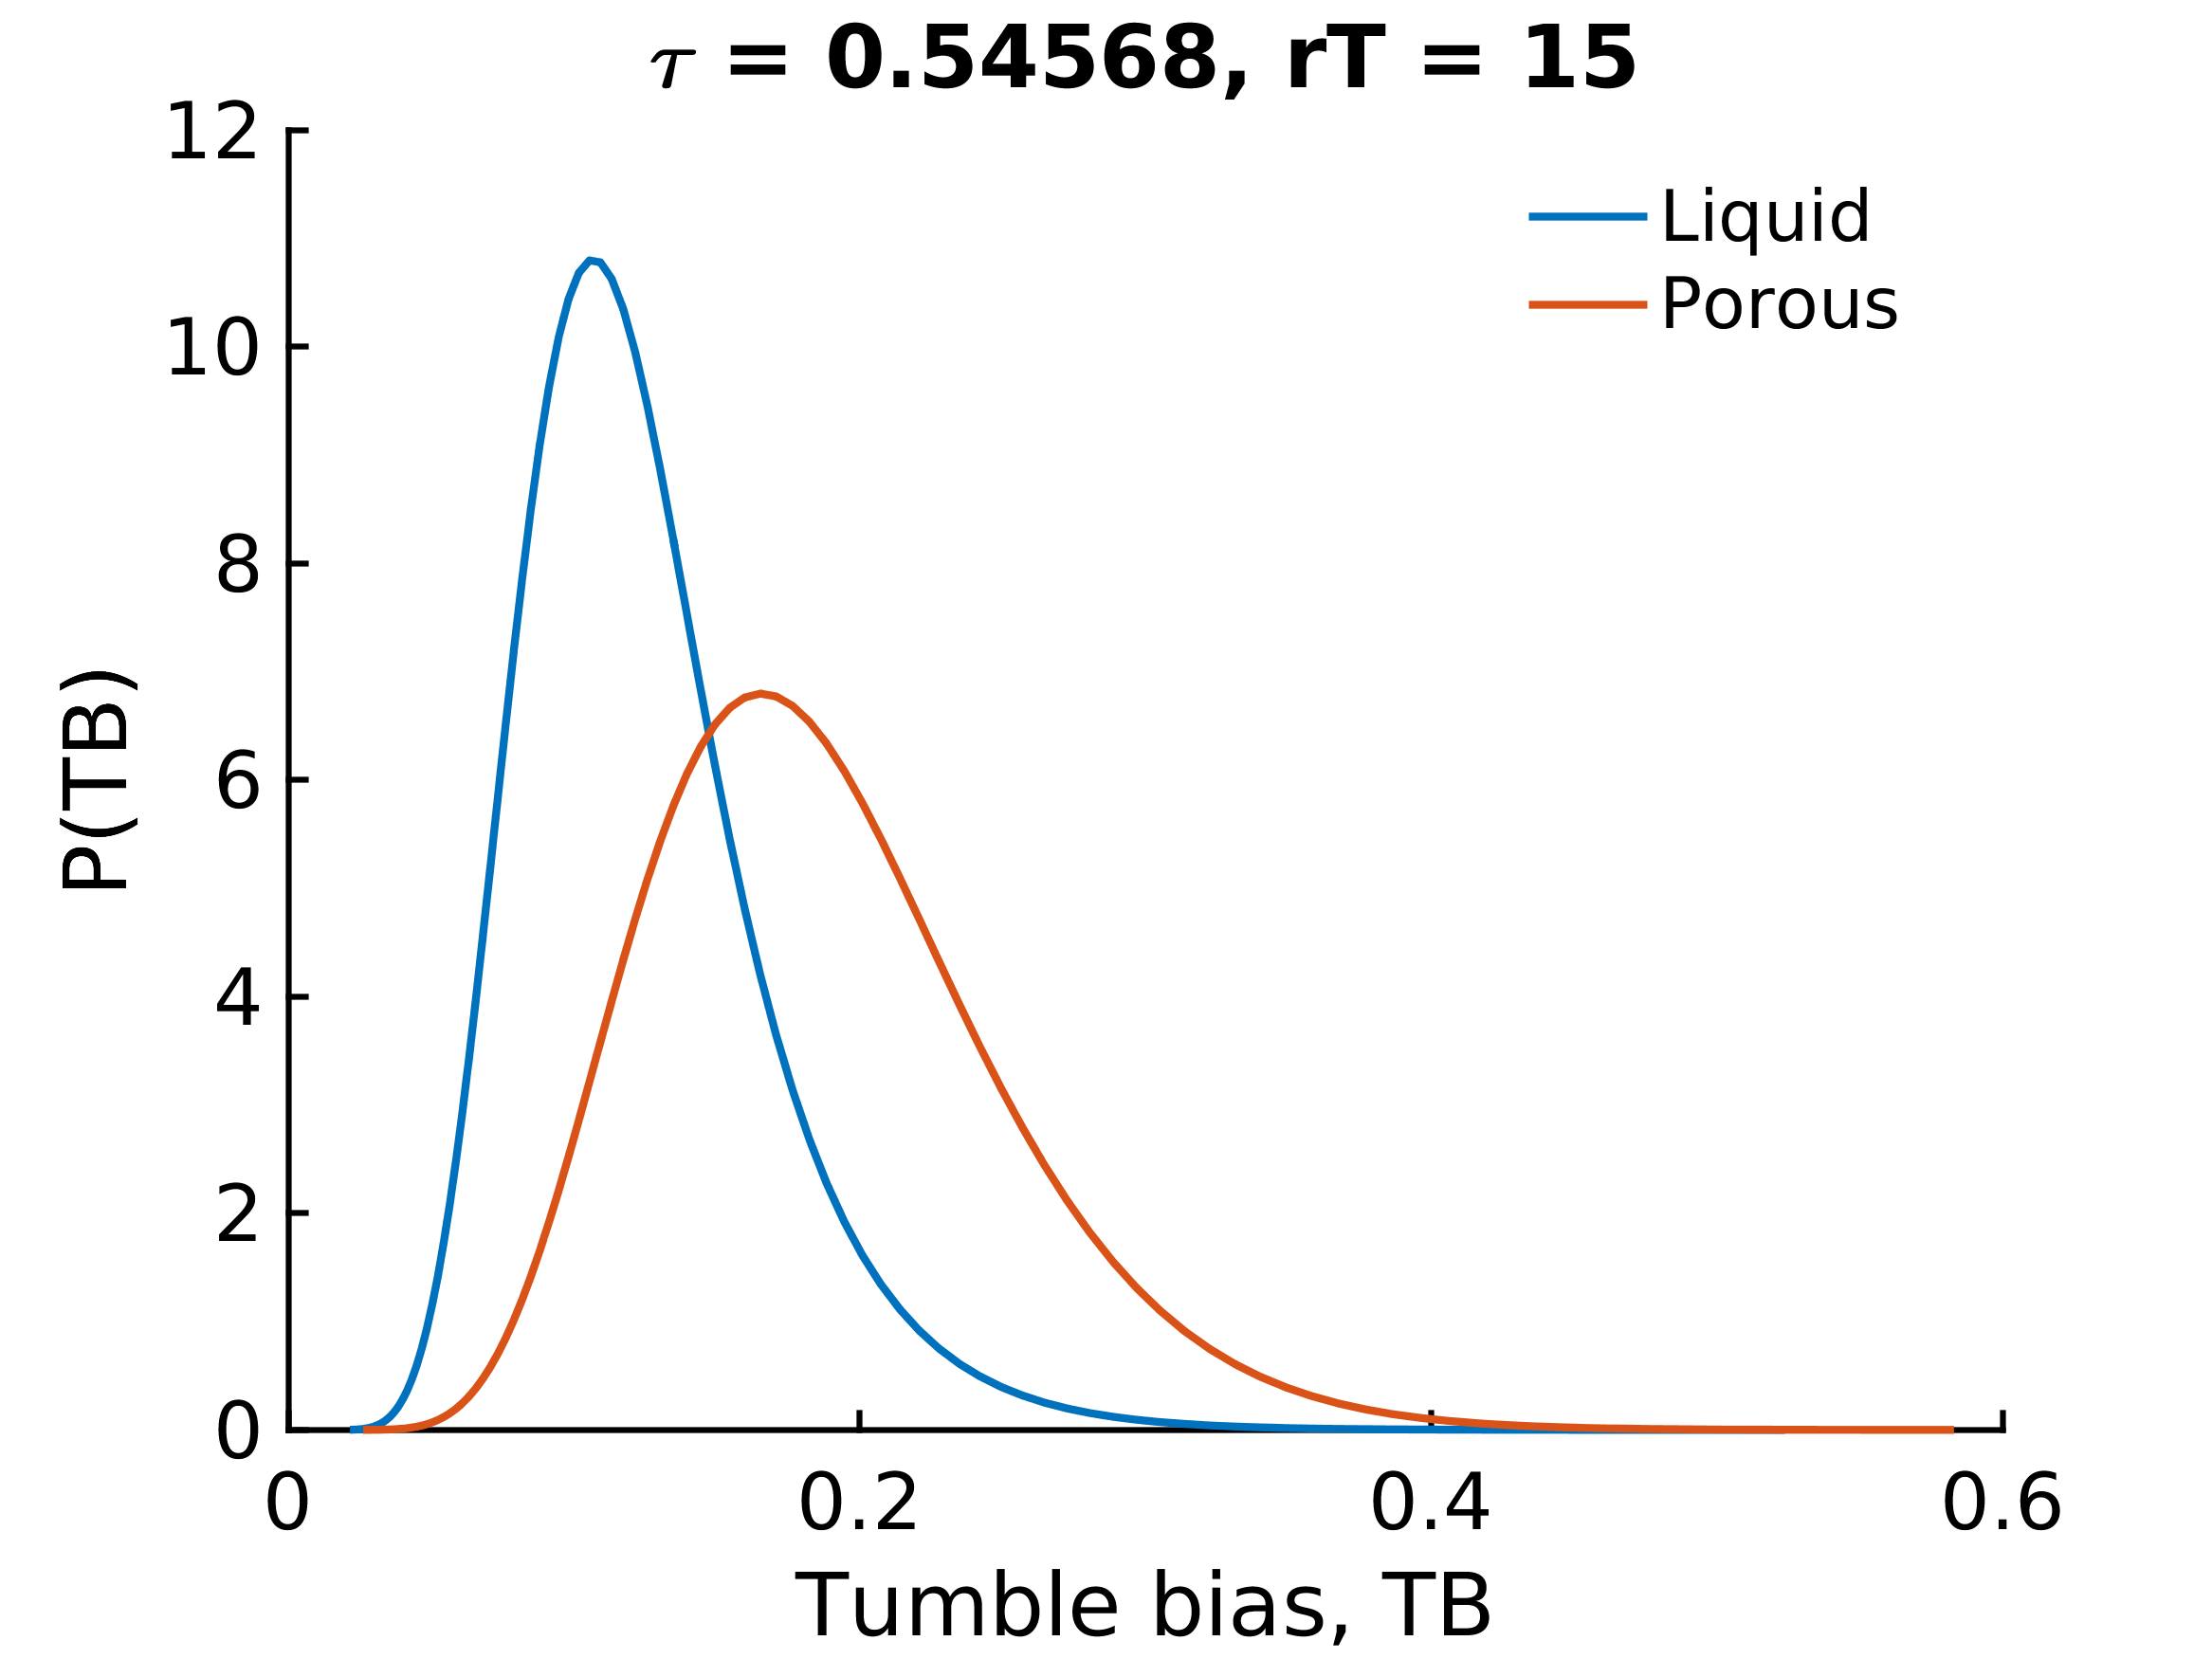 τ = 0.54568, rT = 15
12
10
8
6
4
2
0
P(TB)
Liquid
Porous
0 0.2 0.4 0.6
Tumble bias, TB